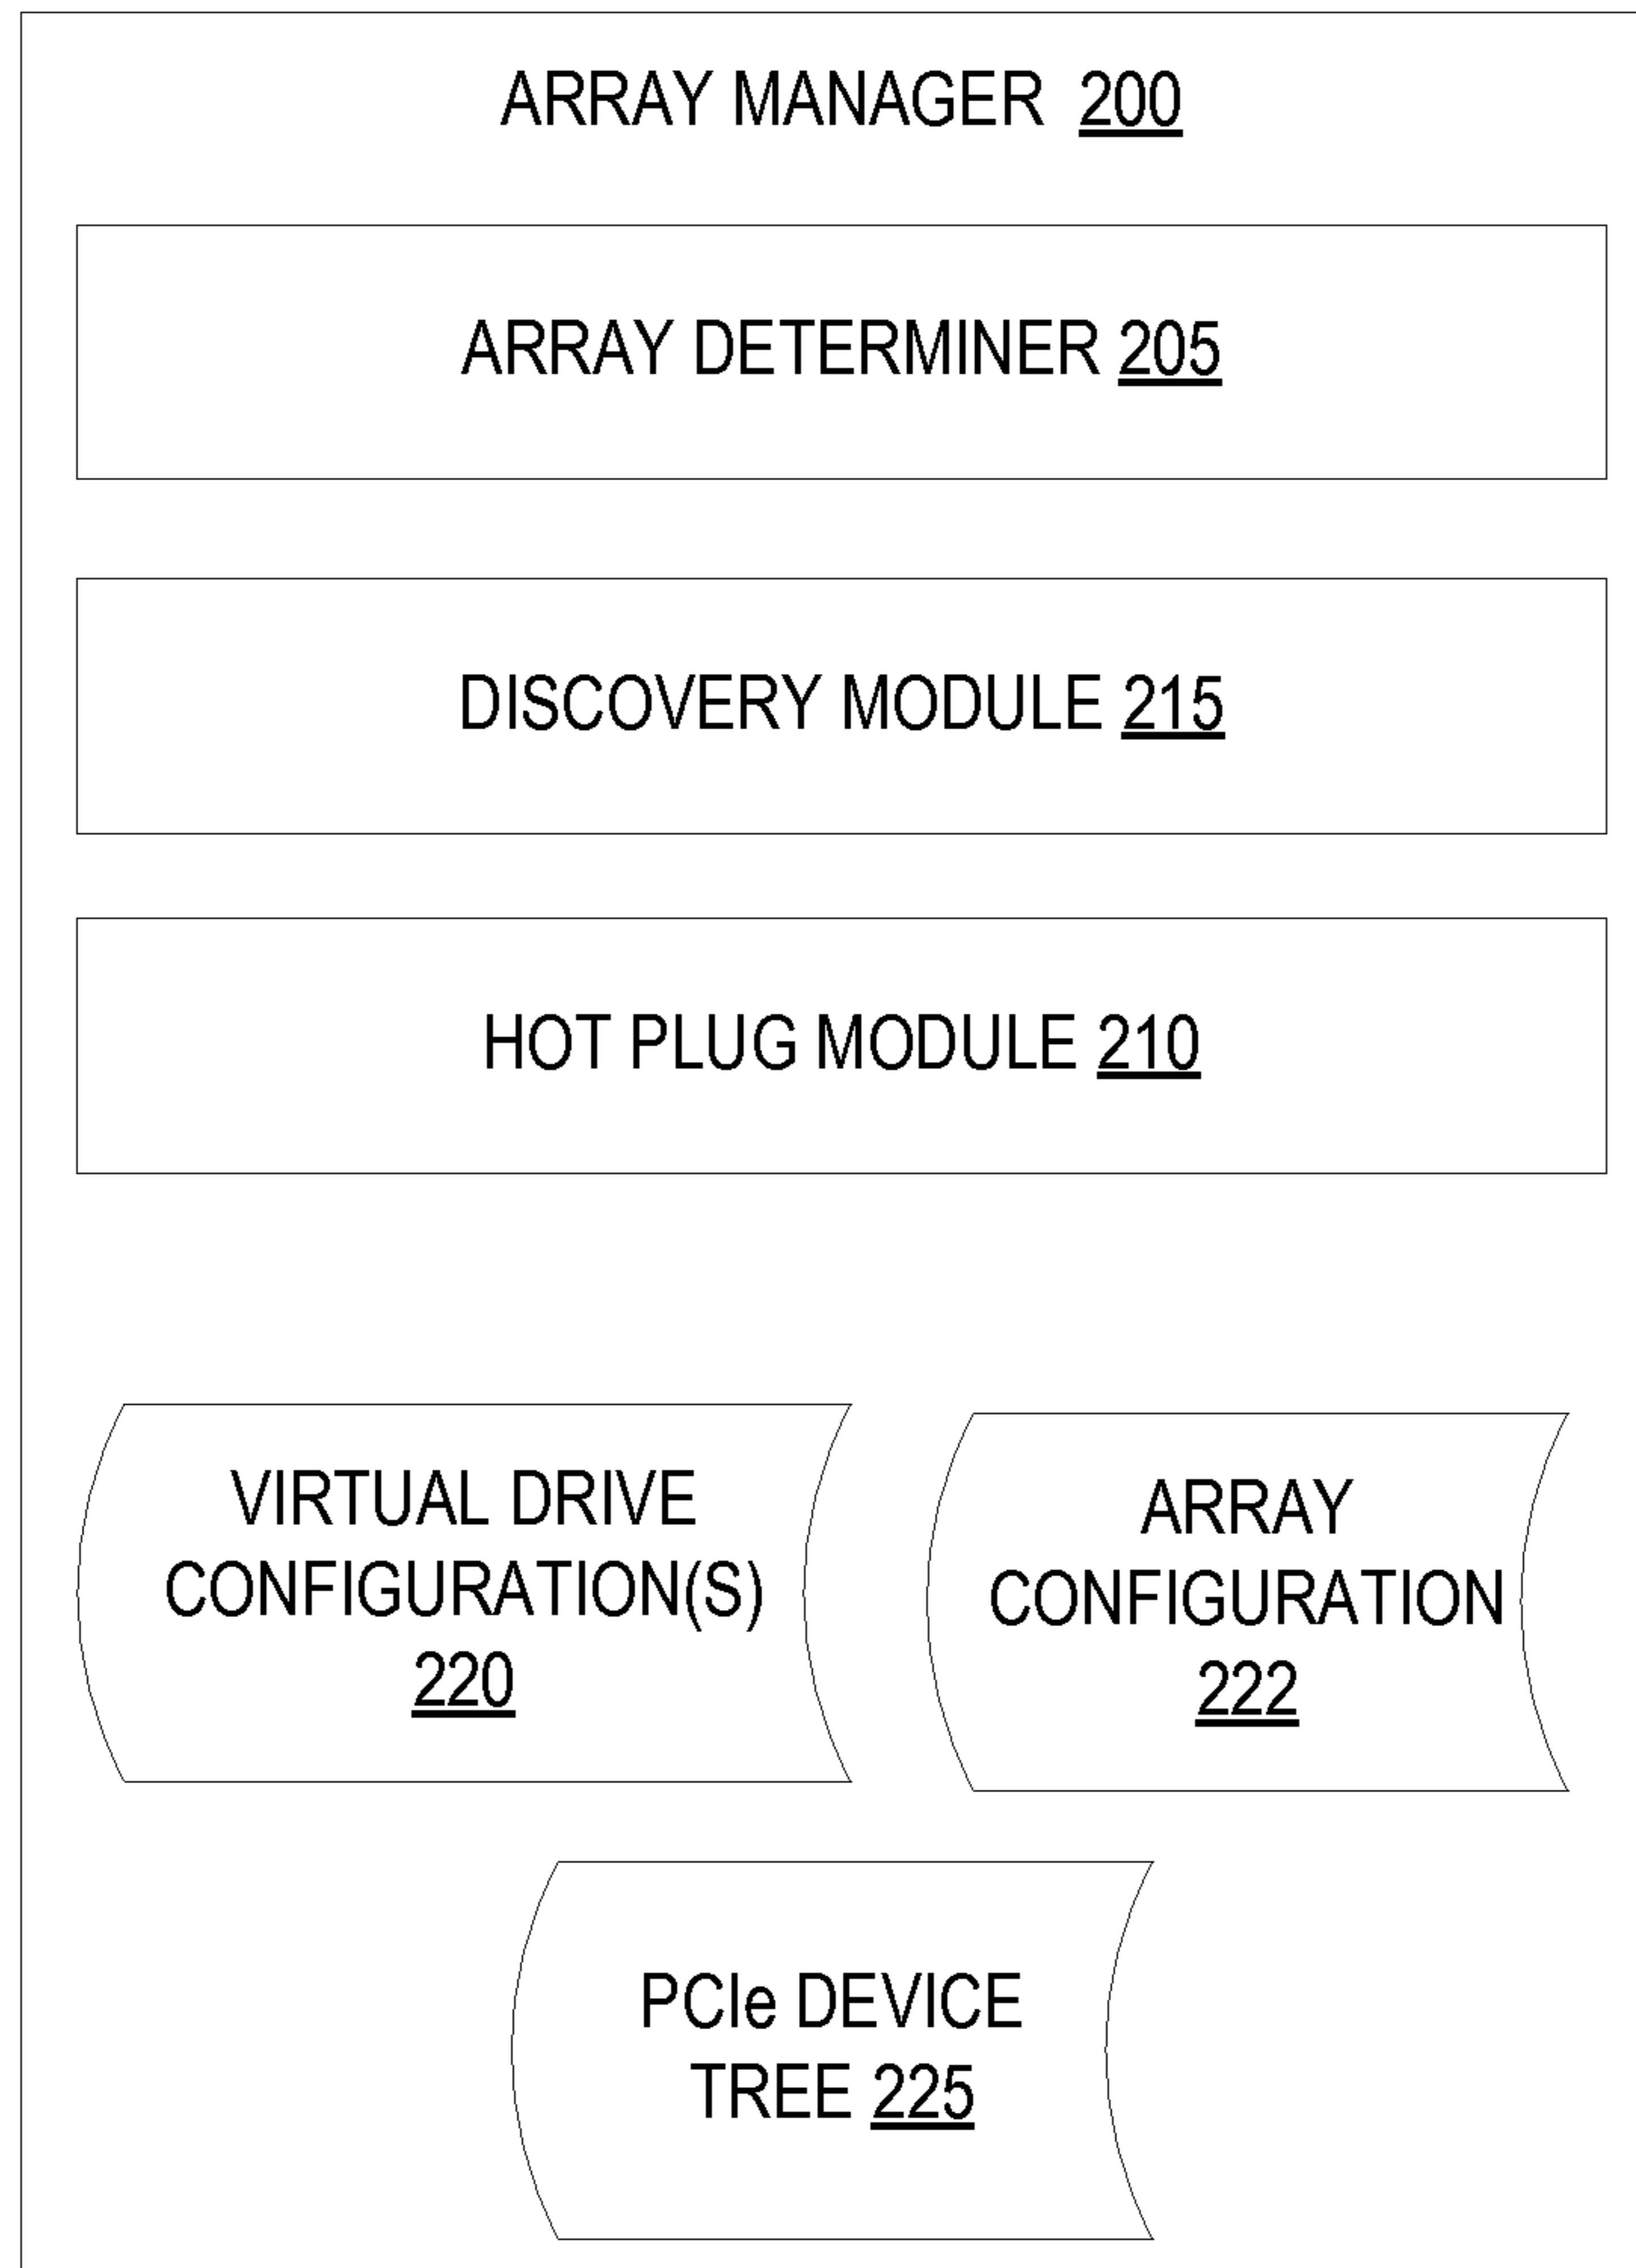 ARRAY MANAGER 200
ARRAY DETERMINER 205
DISCOVERY MODULE 215
HOT PLUG MODULE 210
VIRTUAL DRIVE
CONFIGURATION(S)
220
ARRAY
CONFIGURATION
222
PCIe DEVICE
TREE 225